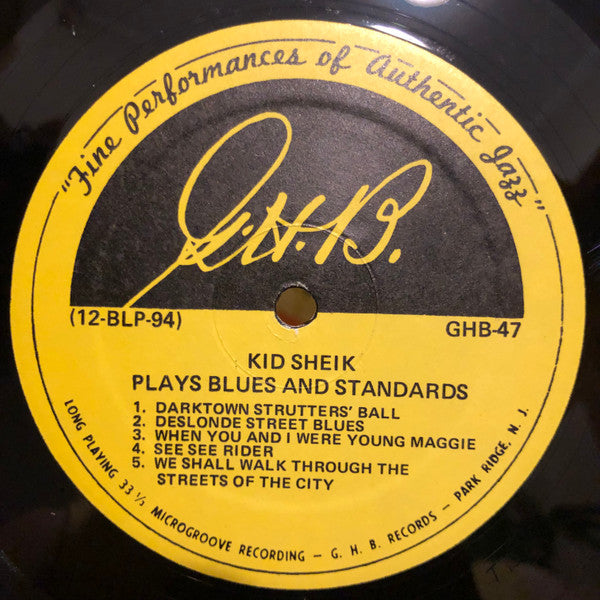 "Fine Performances of Authentic Jazz"
G.H.B.
(12-BLP-94)
GHB-47
KID SHEIK
PLAYS BLUES AND STANDARDS
1. DARKTOWN STRUTTERS' BALL
2. DESLONDE STREET BLUES
3. WHEN YOU AND I WERE YOUNG MAGGIE
4. SEE SEE RIDER
5. WE SHALL WALK THROUGH THE
STREETS OF THE CITY
LONG PLAYING 33 1/3 MICROGROOVE RECORDING – G. H. B. RECORDS – PARK RIDGE, N. J.